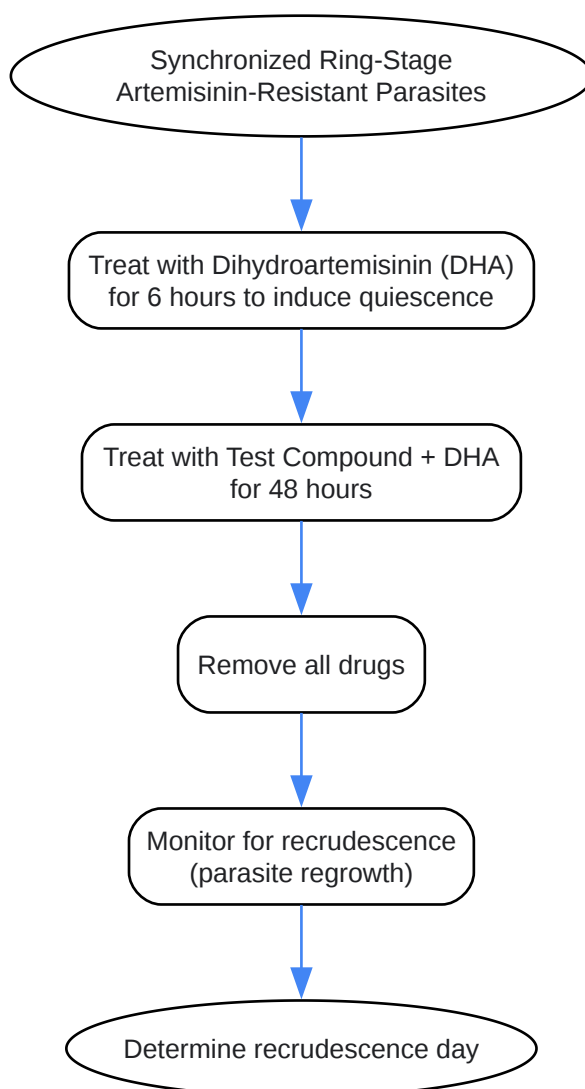 Synchronized Ring-Stage
Artemisinin-Resistant Parasites
Treat with Dihydroartemisinin (DHA)
for 6 hours to induce quiescence
Treat with Test Compound + DHA
for 48 hours
Remove all drugs
Monitor for recrudescence
(parasite regrowth)
Determine recrudescence day